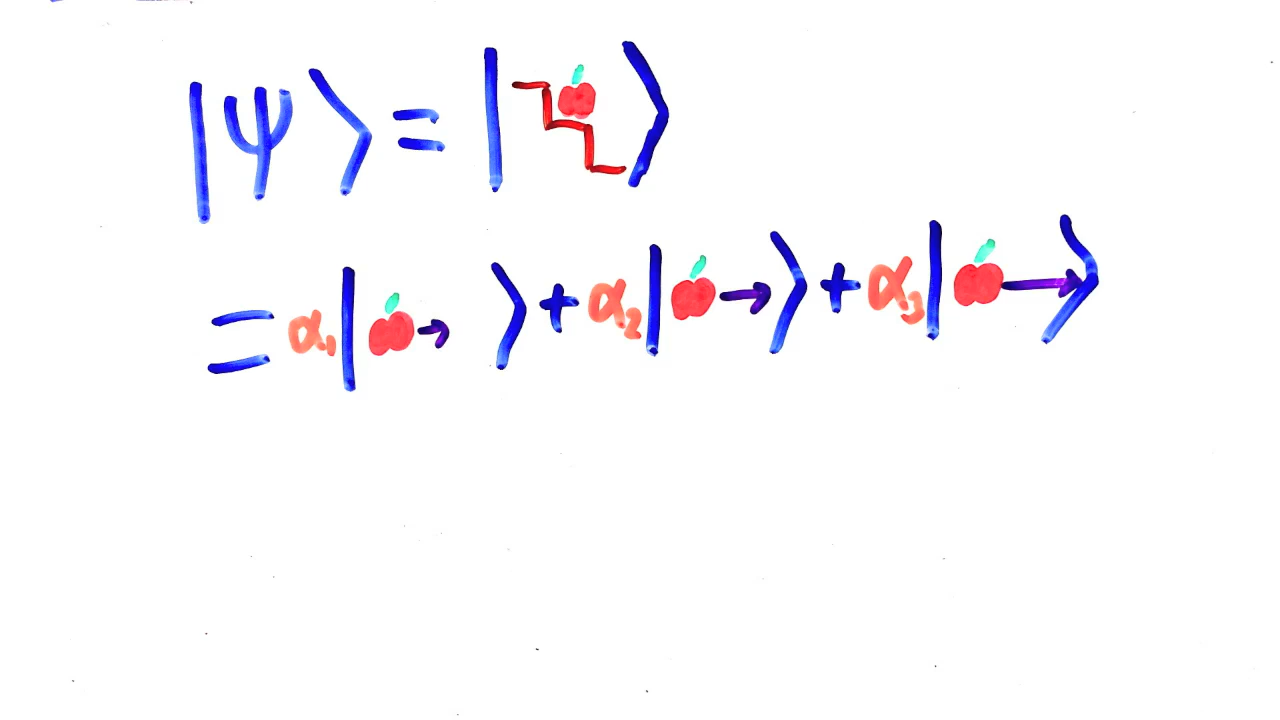 |ψ⟩ = | ⟩
= α₁| → ⟩ + α₂| → ⟩ + α₃| → ⟩